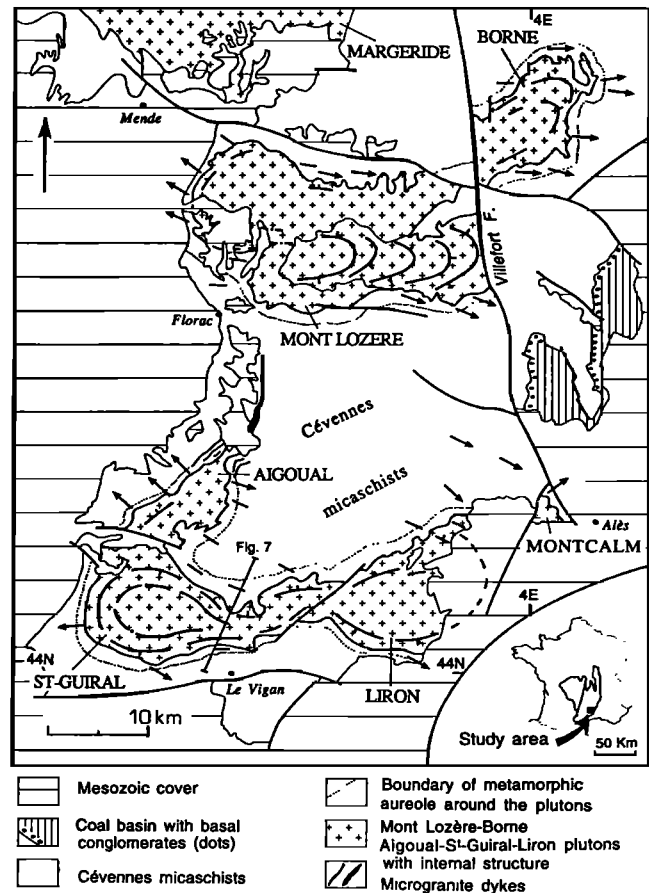 4E
MARGERIDE
BORNE
Mende
Villefort F.
Florac
MONT LOZERE
Cévennes
micaschists
AIGOUAL
Fig. 7
Alès
MONTCALM
4E
44N
44N
ST-GUIRAL
Le Vigan
LIRON
10km
Study area
50 Km
Mesozoic cover
Coal basin with basal
conglomerates (dots)
Cévennes micaschists
Boundary of metamorphic
aureole around the plutons
Mont Lozère-Borne
Aigoual-St-Guiral-Liron plutons
with internal structure
Microgranite dykes